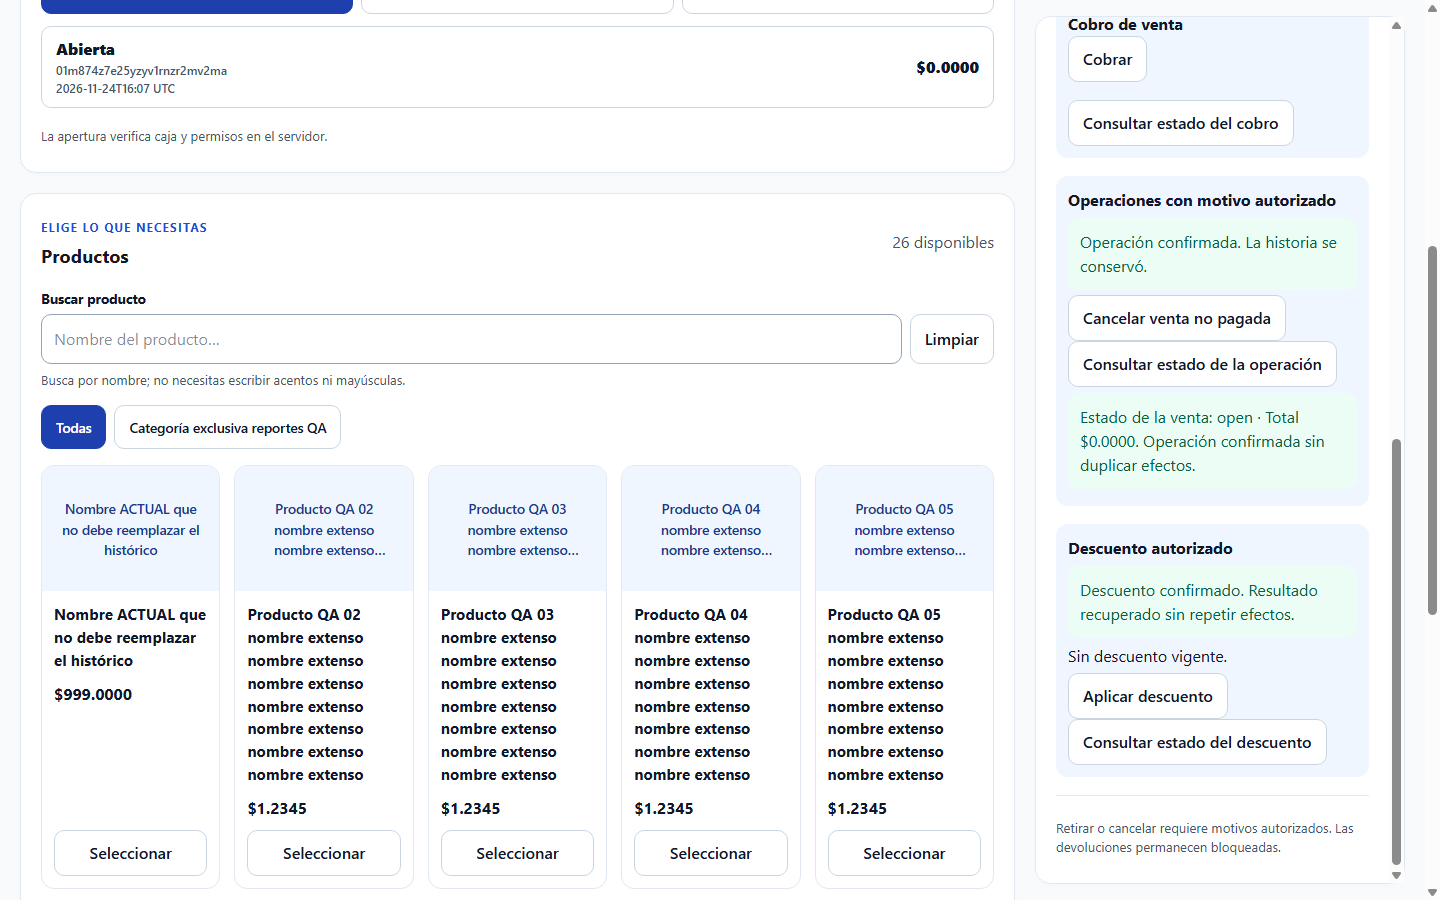 Abierta
01m874z7e25yzyv1rnzr2mv2ma
2026-11-24T16:07 UTC
$0.0000
La apertura verifica caja y permisos en el servidor.
ELIGE LO QUE NECESITAS
Productos
26 disponibles
Buscar producto
Nombre del producto...
Limpiar
Busca por nombre; no necesitas escribir acentos ni mayúsculas.
Todas
Categoría exclusiva reportes QA
Nombre ACTUAL que
no debe reemplazar el
histórico
Nombre ACTUAL que
no debe reemplazar
el histórico
$999.0000
Seleccionar
Producto QA 02
nombre extenso
nombre extenso...
Producto QA 02
nombre extenso
nombre extenso
nombre extenso
nombre extenso
nombre extenso
nombre extenso
nombre extenso
$1.2345
Seleccionar
Producto QA 03
nombre extenso
nombre extenso...
Producto QA 03
nombre extenso
nombre extenso
nombre extenso
nombre extenso
nombre extenso
nombre extenso
nombre extenso
$1.2345
Seleccionar
Producto QA 04
nombre extenso
nombre extenso...
Producto QA 04
nombre extenso
nombre extenso
nombre extenso
nombre extenso
nombre extenso
nombre extenso
nombre extenso
$1.2345
Seleccionar
Producto QA 05
nombre extenso
nombre extenso...
Producto QA 05
nombre extenso
nombre extenso
nombre extenso
nombre extenso
nombre extenso
nombre extenso
nombre extenso
$1.2345
Seleccionar
Cobro de venta
Cobrar
Consultar estado del cobro
Operaciones con motivo autorizado
Operación confirmada. La historia se
conservó.
Cancelar venta no pagada
Consultar estado de la operación
Estado de la venta: open · Total
$0.0000. Operación confirmada sin
duplicar efectos.
Descuento autorizado
Descuento confirmado. Resultado
recuperado sin repetir efectos.
Sin descuento vigente.
Aplicar descuento
Consultar estado del descuento
Retirar o cancelar requiere motivos autorizados. Las
devoluciones permanecen bloqueadas.